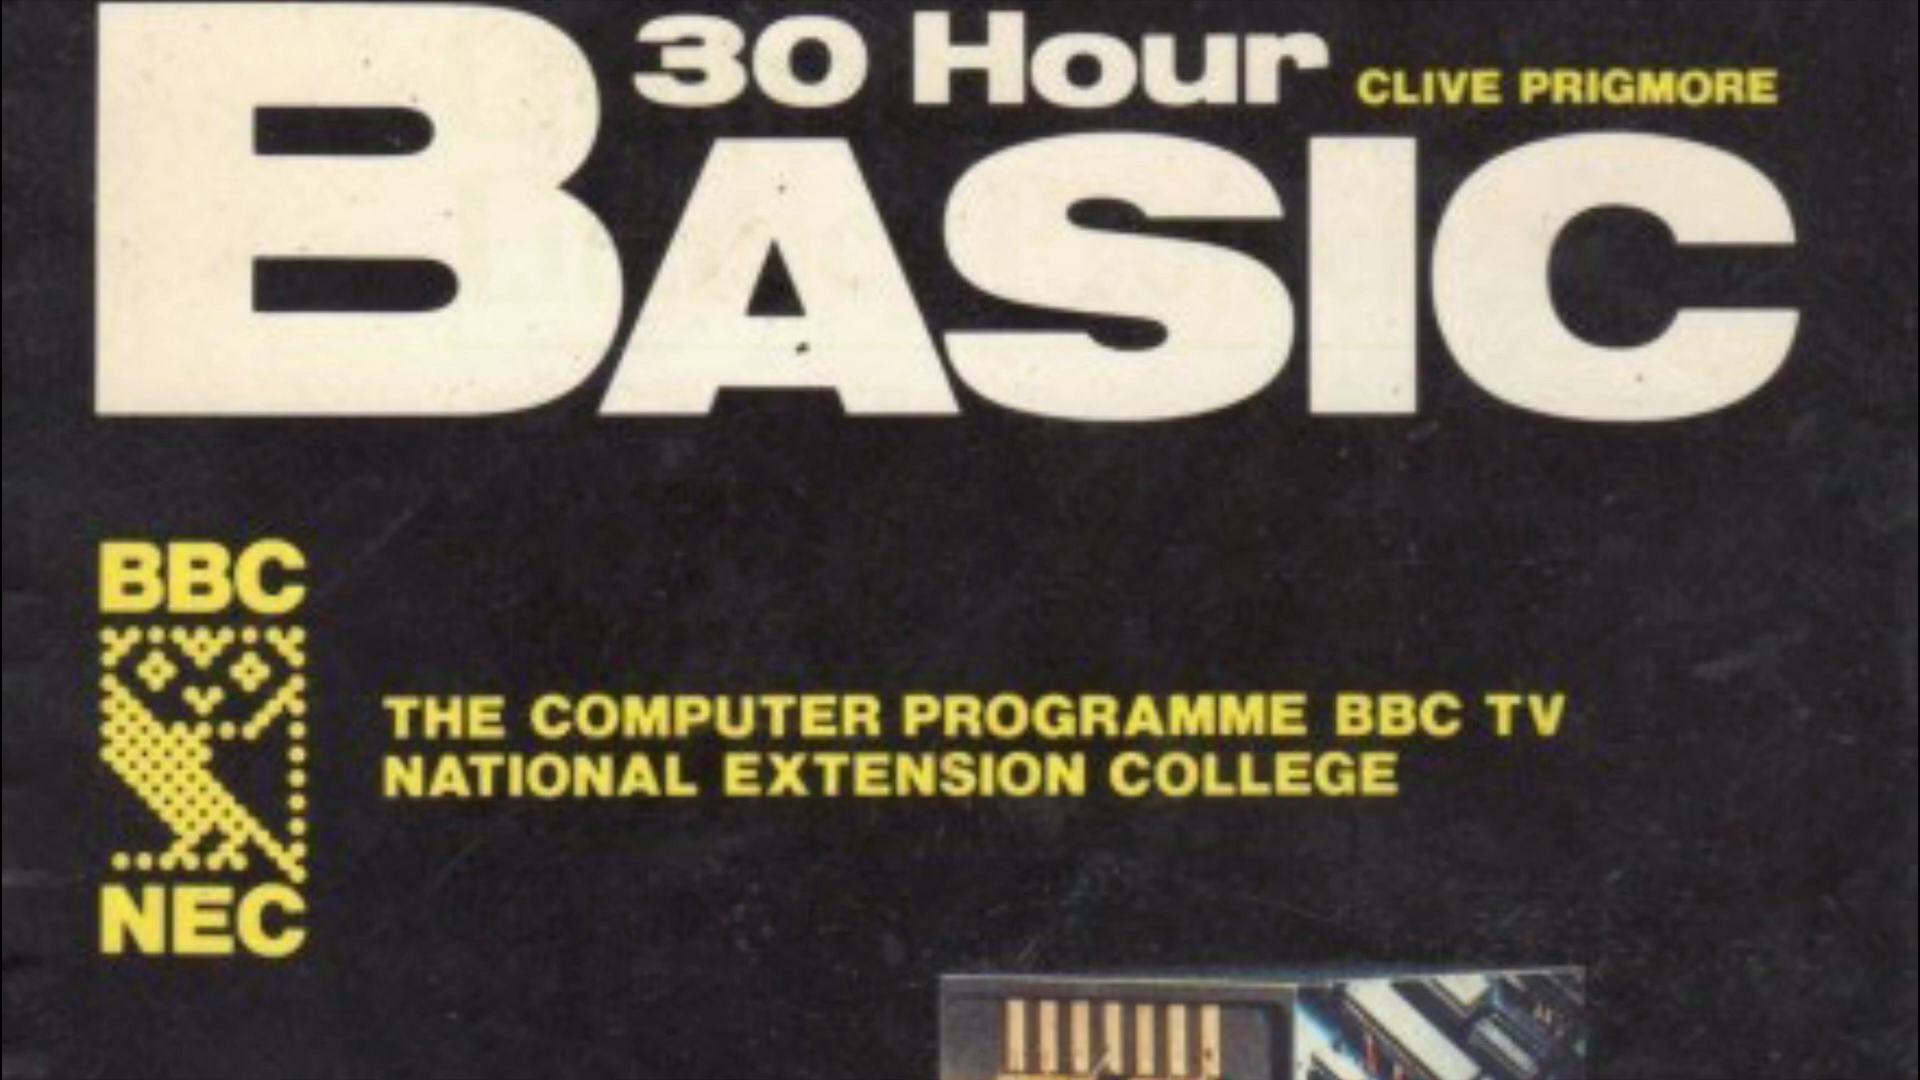 30 Hour
CLIVE PRIGMORE
BASIC
BBC
THE COMPUTER PROGRAMME BBC TV
NATIONAL EXTENSION COLLEGE
NEC